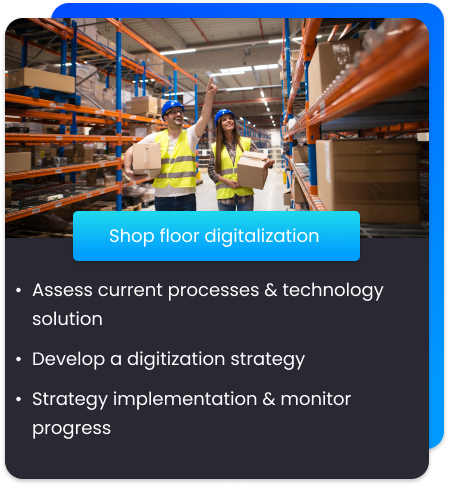 Shop floor digitalization
• Assess current processes & technology
solution
• Develop a digitization strategy
• Strategy implementation & monitor
progress